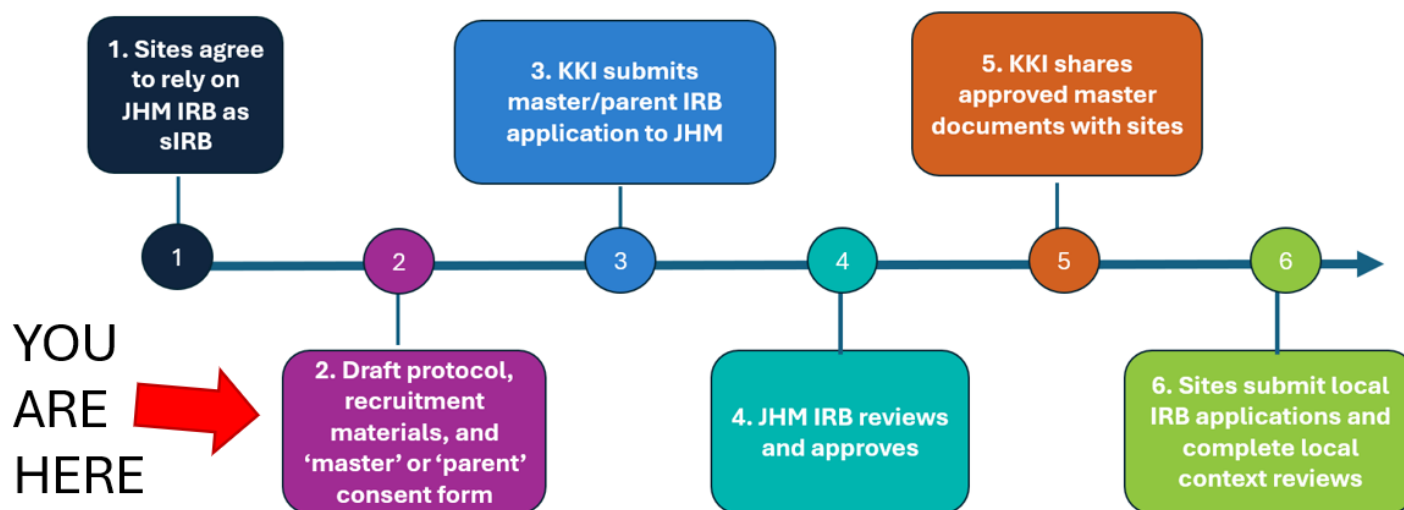 1. Sites agree
to rely on
JHM IRB as
sIRB
3. KKI submits
master/parent IRB
application to JHM
5. KKI shares
approved master
documents with sites
1
2
3
4
5
6
YOU
ARE
HERE
2. Draft protocol,
recruitment
materials, and
‘master’ or ‘parent’
consent form
4. JHM IRB reviews
and approves
6. Sites submit local
IRB applications and
complete local
context reviews